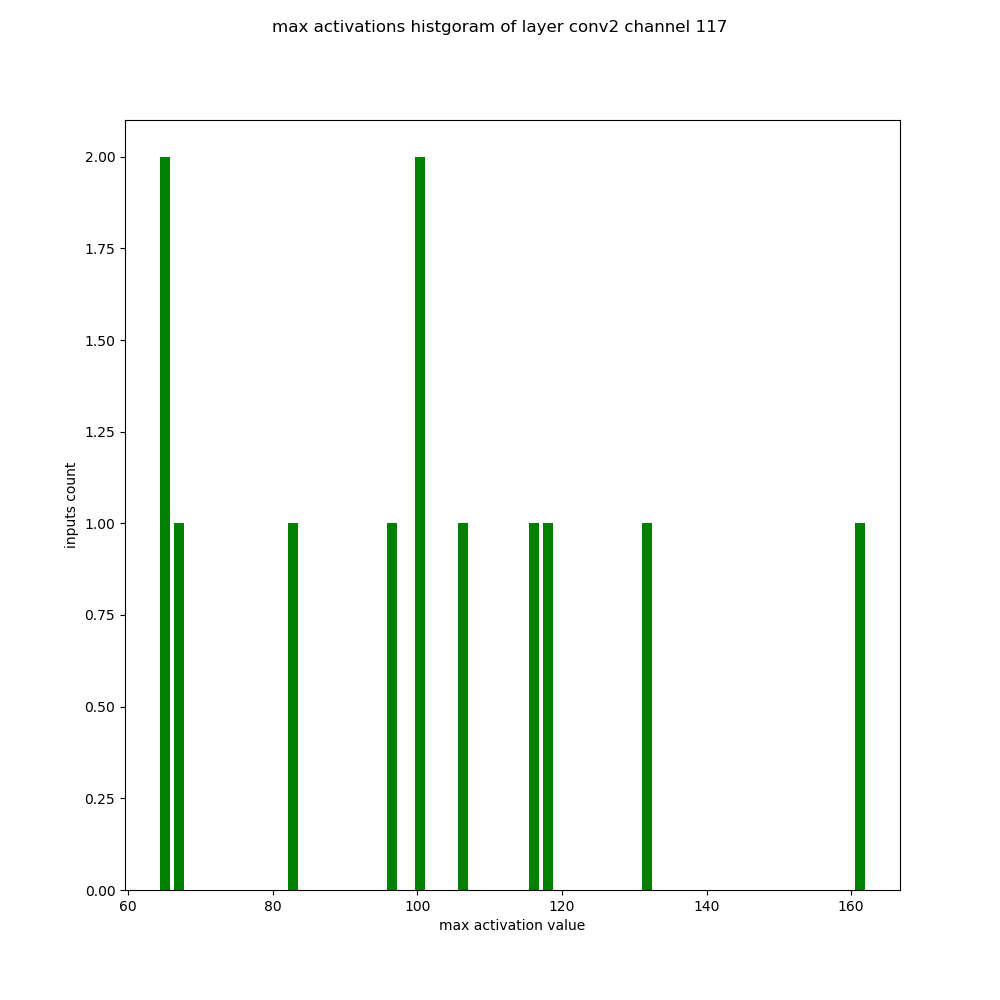 max activations histgoram of layer conv2 channel 117
2.00
1.75
1.50
1.25
1.00
0.75
0.50
0.25
0.00
inputs count
60 80 100 120 140 160
max activation value